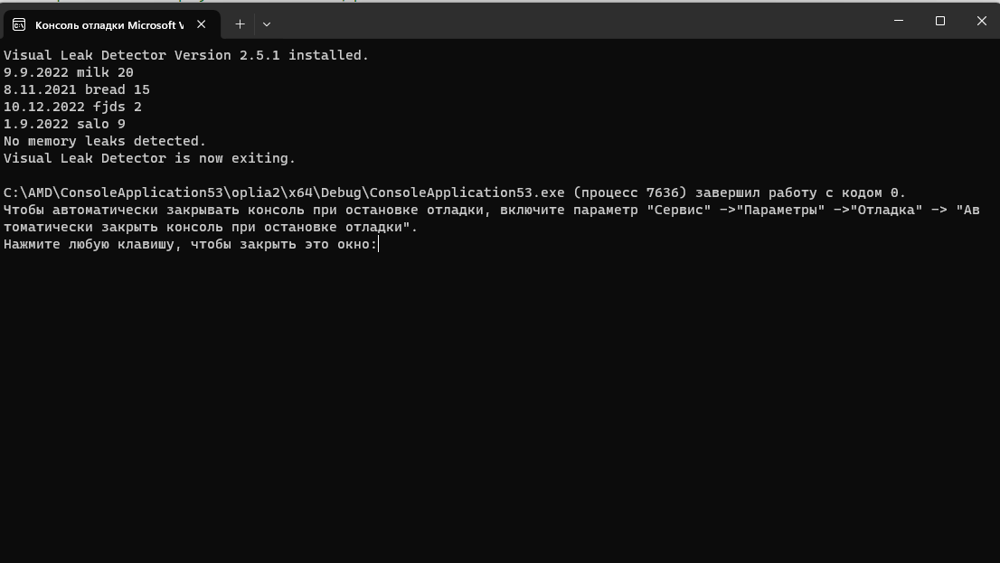 Консоль отладки Microsoft V
Visual Leak Detector Version 2.5.1 installed.
9.9.2022 milk 20
8.11.2021 bread 15
10.12.2022 fjds 2
1.9.2022 salo 9
No memory leaks detected.
Visual Leak Detector is now exiting.
C:\AMD\ConsoleApplication53\oplia2\x64\Debug\ConsoleApplication53.exe (процесс 7636) завершил работу с кодом 0.
Чтобы автоматически закрывать консоль при остановке отладки, включите параметр "Сервис" ->"Параметры" ->"Отладка" -> "Ав
томатически закрыть консоль при остановке отладки".
Нажмите любую клавишу, чтобы закрыть это окно: